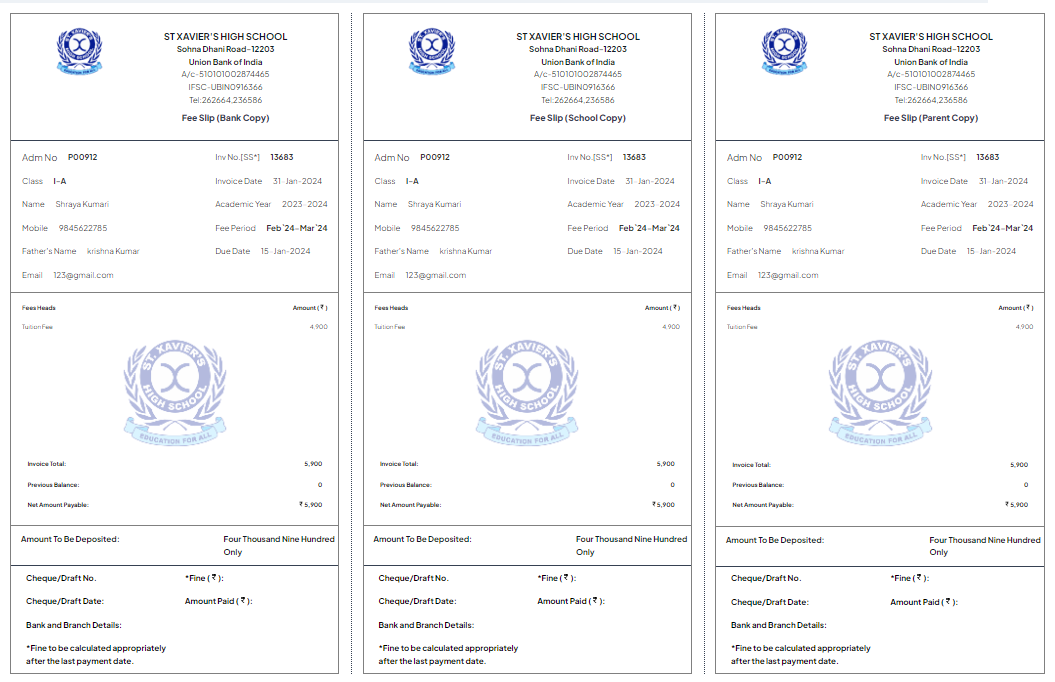 ST XAVIER'S HIGH SCHOOL
Sohna Dhani Road-12203
Union Bank of India
A/c-510101002874465
IFSC-UBIN0916366
Tel:262664,236586
Fee Slip (Bank Copy)
EDUCATION FOR ALL
Adm No P00912 Inv No.[SS*] 13683
Class I-A Invoice Date 31-Jan-2024
Name Shraya Kumari Academic Year 2023-2024
Mobile 9845622785 Fee Period Feb`24-Mar`24
Father's Name krishna Kumar Due Date 15-Jan-2024
Email 123@gmail.com
Fees Heads Amount (₹ )
Tuition Fee 4,900
ST. XAVIER'S
HIGH SCHOOL
EDUCATION FOR ALL
Invoice Total: 5,900
Previous Balance: 0
Net Amount Payable: ₹ 5,900
Amount To Be Deposited: Four Thousand Nine Hundred
Only
Cheque/Draft No. *Fine ( ₹ ):
Cheque/Draft Date: Amount Paid ( ₹ ):
Bank and Branch Details:
*Fine to be calculated appropriately
after the last payment date.
ST XAVIER'S HIGH SCHOOL
Sohna Dhani Road-12203
Union Bank of India
A/c-510101002874465
IFSC-UBIN0916366
Tel:262664,236586
Fee Slip (School Copy)
EDUCATION FOR ALL
Adm No P00912 Inv No.[SS*] 13683
Class I-A Invoice Date 31-Jan-2024
Name Shraya Kumari Academic Year 2023-2024
Mobile 9845622785 Fee Period Feb`24-Mar`24
Father's Name krishna Kumar Due Date 15-Jan-2024
Email 123@gmail.com
Fees Heads Amount (₹ )
Tuition Fee 4,900
ST. XAVIER'S
HIGH SCHOOL
EDUCATION FOR ALL
Invoice Total: 5,900
Previous Balance: 0
Net Amount Payable: ₹ 5,900
Amount To Be Deposited: Four Thousand Nine Hundred
Only
Cheque/Draft No. *Fine ( ₹ ):
Cheque/Draft Date: Amount Paid ( ₹ ):
Bank and Branch Details:
*Fine to be calculated appropriately
after the last payment date.
ST XAVIER'S HIGH SCHOOL
Sohna Dhani Road-12203
Union Bank of India
A/c-510101002874465
IFSC-UBIN0916366
Tel:262664,236586
Fee Slip (Parent Copy)
EDUCATION FOR ALL
Adm No P00912 Inv No.[SS*] 13683
Class I-A Invoice Date 31-Jan-2024
Name Shraya Kumari Academic Year 2023-2024
Mobile 9845622785 Fee Period Feb`24-Mar`24
Father's Name krishna Kumar Due Date 15-Jan-2024
Email 123@gmail.com
Fees Heads Amount (₹ )
Tuition Fee 4,900
ST. XAVIER'S
HIGH SCHOOL
EDUCATION FOR ALL
Invoice Total: 5,900
Previous Balance: 0
Net Amount Payable: ₹ 5,900
Amount To Be Deposited: Four Thousand Nine Hundred
Only
Cheque/Draft No. *Fine ( ₹ ):
Cheque/Draft Date: Amount Paid ( ₹ ):
Bank and Branch Details:
*Fine to be calculated appropriately
after the last payment date.